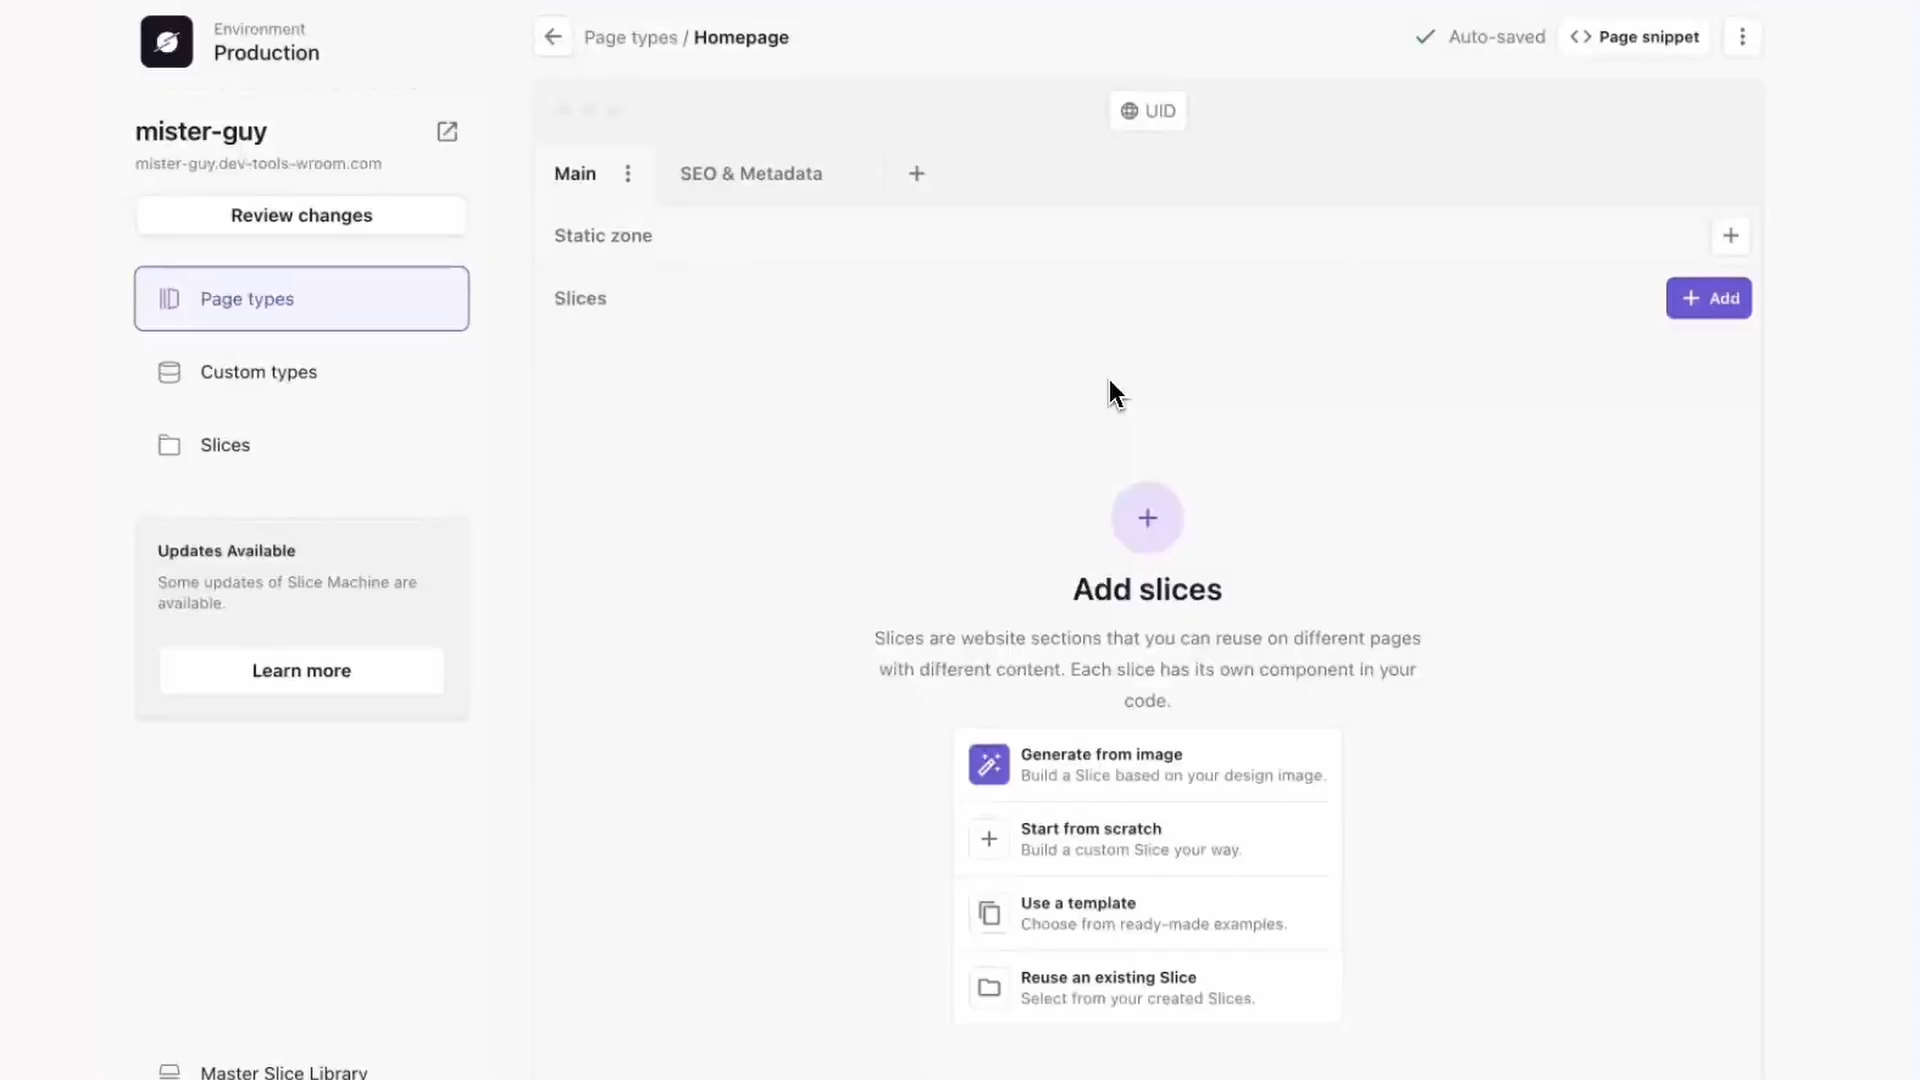 Environment
Production
mister-guy
mister-guy.dev-tools-wroom.com
Review changes
Page types
Custom types
Slices
Updates Available
Some updates of Slice Machine are
available.
Learn more
Master Slice Library
Page types / Homepage
Auto-saved
Page snippet
UID
Main
SEO & Metadata
Static zone
Slices
Add
Add slices
Slices are website sections that you can reuse on different pages
with different content. Each slice has its own component in your
code.
Generate from image
Build a Slice based on your design image.
Start from scratch
Build a custom Slice your way.
Use a template
Choose from ready-made examples.
Reuse an existing Slice
Select from your created Slices.